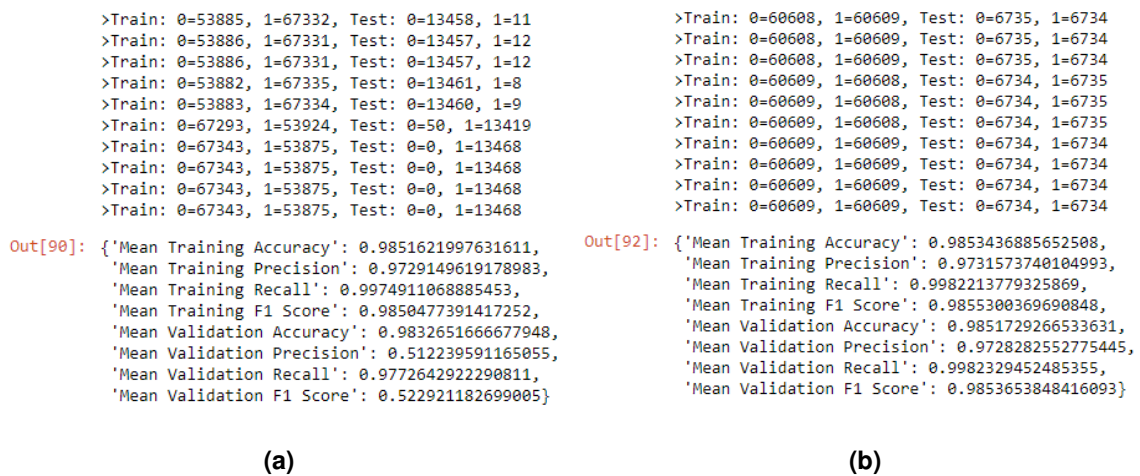 >Train: 0=53885, 1=67332, Test: 0=13458, 1=11
>Train: 0=53886, 1=67331, Test: 0=13457, 1=12
>Train: 0=53886, 1=67331, Test: 0=13457, 1=12
>Train: 0=53882, 1=67335, Test: 0=13461, 1=8
>Train: 0=53883, 1=67334, Test: 0=13460, 1=9
>Train: 0=67293, 1=53924, Test: 0=50, 1=13419
>Train: 0=67343, 1=53875, Test: 0=0, 1=13468
>Train: 0=67343, 1=53875, Test: 0=0, 1=13468
>Train: 0=67343, 1=53875, Test: 0=0, 1=13468
>Train: 0=67343, 1=53875, Test: 0=0, 1=13468
Out[90]: {'Mean Training Accuracy': 0.9851621997631611,
'Mean Training Precision': 0.9729149619178983,
'Mean Training Recall': 0.9974911068885453,
'Mean Training F1 Score': 0.9850477391417252,
'Mean Validation Accuracy': 0.9832651666677948,
'Mean Validation Precision': 0.512239591165055,
'Mean Validation Recall': 0.9772642922290811,
'Mean Validation F1 Score': 0.522921182699005}
(a)
>Train: 0=60608, 1=60609, Test: 0=6735, 1=6734
>Train: 0=60608, 1=60609, Test: 0=6735, 1=6734
>Train: 0=60608, 1=60609, Test: 0=6735, 1=6734
>Train: 0=60609, 1=60608, Test: 0=6734, 1=6735
>Train: 0=60609, 1=60608, Test: 0=6734, 1=6735
>Train: 0=60609, 1=60608, Test: 0=6734, 1=6735
>Train: 0=60609, 1=60609, Test: 0=6734, 1=6734
>Train: 0=60609, 1=60609, Test: 0=6734, 1=6734
>Train: 0=60609, 1=60609, Test: 0=6734, 1=6734
>Train: 0=60609, 1=60609, Test: 0=6734, 1=6734
Out[92]: {'Mean Training Accuracy': 0.9853436885652508,
'Mean Training Precision': 0.9731573740104993,
'Mean Training Recall': 0.9982213779325869,
'Mean Training F1 Score': 0.9855300369690848,
'Mean Validation Accuracy': 0.9851729266533631,
'Mean Validation Precision': 0.9728282552775445,
'Mean Validation Recall': 0.9982329452485355,
'Mean Validation F1 Score': 0.9853653848416093}
(b)